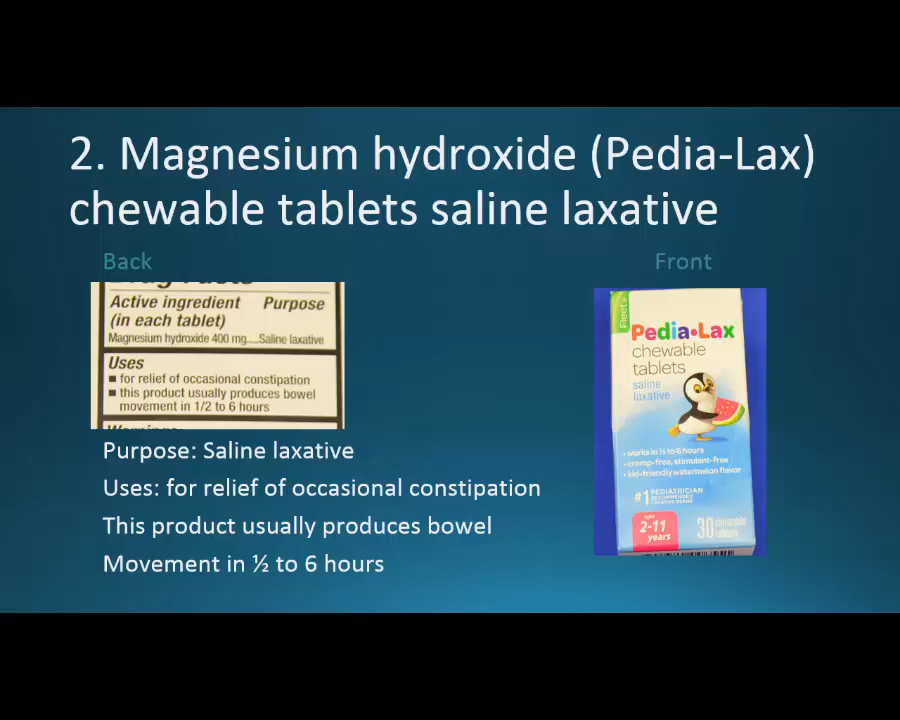 2. Magnesium hydroxide (Pedia-Lax)
chewable tablets saline laxative
Back
Front
Active ingredient Purpose
(in each tablet)
Magnesium hydroxide 400 mg....Saline laxative
Uses
■ for relief of occasional constipation
■ this product usually produces bowel
movement in 1/2 to 6 hours
Purpose: Saline laxative
Uses: for relief of occasional constipation
This product usually produces bowel
Movement in ½ to 6 hours
Fleet
Pedia•Lax
chewable
tablets
saline
laxative
• works in ½ to 6 hours
• cramp-free, stimulant-free
• kid-friendly watermelon flavor
#1 PEDIATRICIAN
RECOMMENDED
ages
2-11
years
30 chewable
tablets